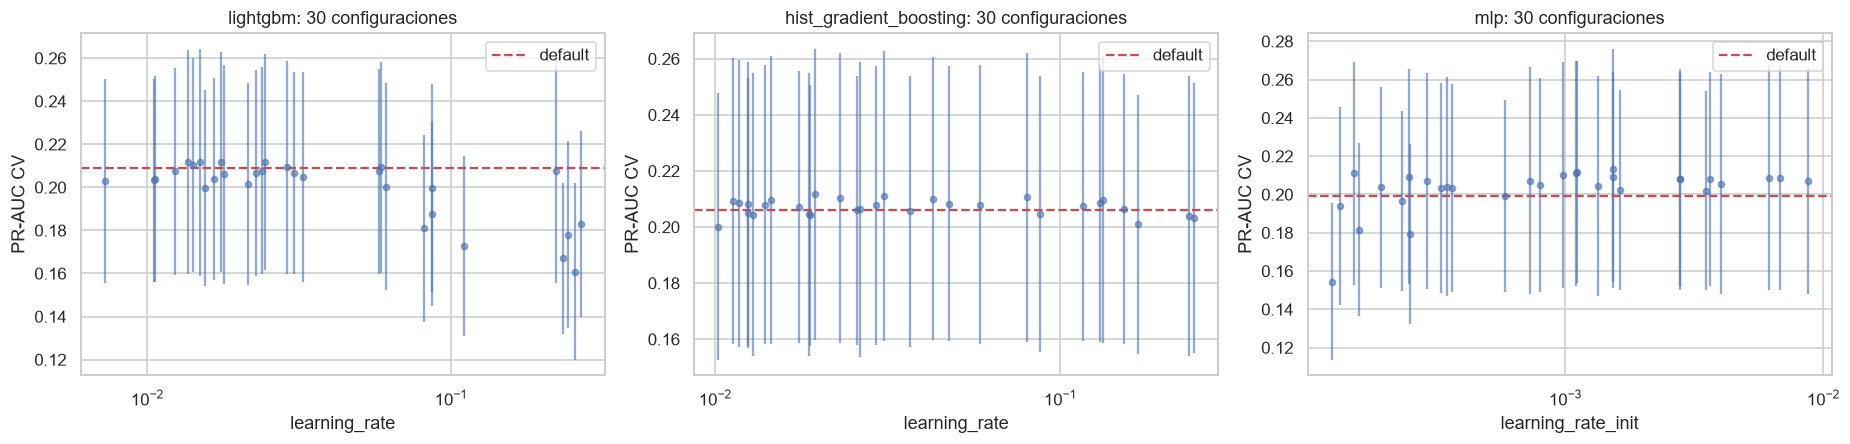 lightgbm: 30 configuraciones
default
PR-AUC CV
0.26
0.24
0.22
0.20
0.18
0.16
0.14
0.12
10⁻²
10⁻¹
learning_rate
hist_gradient_boosting: 30 configuraciones
default
PR-AUC CV
0.26
0.24
0.22
0.20
0.18
0.16
10⁻²
10⁻¹
learning_rate
mlp: 30 configuraciones
default
PR-AUC CV
0.28
0.26
0.24
0.22
0.20
0.18
0.16
0.14
0.12
10⁻³
10⁻²
learning_rate_init